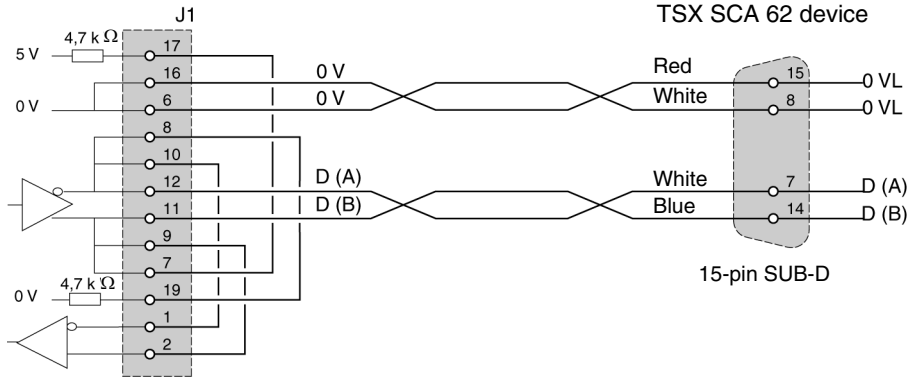 J1
TSX SCA 62 device
4,7 k Ω
5 V
17
16
0 V
Red
15
0 VL
0 V
6
0 V
White
8
0 VL
8
10
12
D (A)
White
7
D (A)
11
D (B)
Blue
14
D (B)
9
7
15-pin SUB-D
4,7 k Ω
0 V
19
1
2